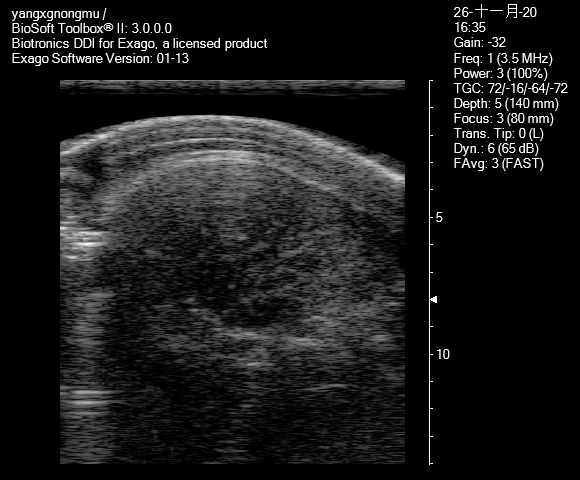 yangxgnongmu /
BioSoft Toolbox® II: 3.0.0.0
Biotronics DDI for Exago, a licensed product
Exago Software Version: 01-13
26-十一月-20
16:35
Gain: -32
Freq: 1 (3.5 MHz)
Power: 3 (100%)
TGC: 72/-16/-64/-72
Depth: 5 (140 mm)
Focus: 3 (80 mm)
Trans. Tip: 0 (L)
Dyn.: 6 (65 dB)
FAvg: 3 (FAST)
5
10